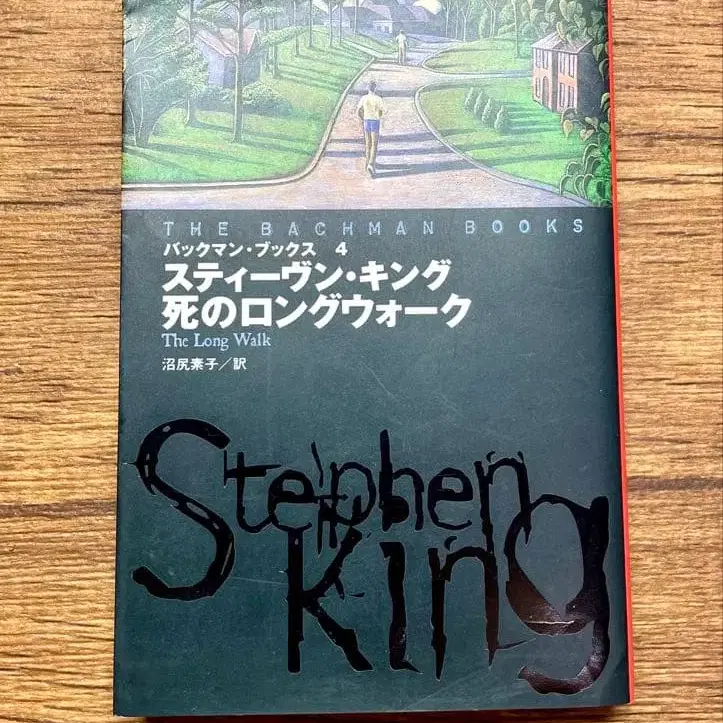 THE BACHMAN BOOKS
バックマン・ブックス 4
スティーヴン・キング
死のロングウォーク
The Long Walk
沼尻素子／訳
Stephen
King